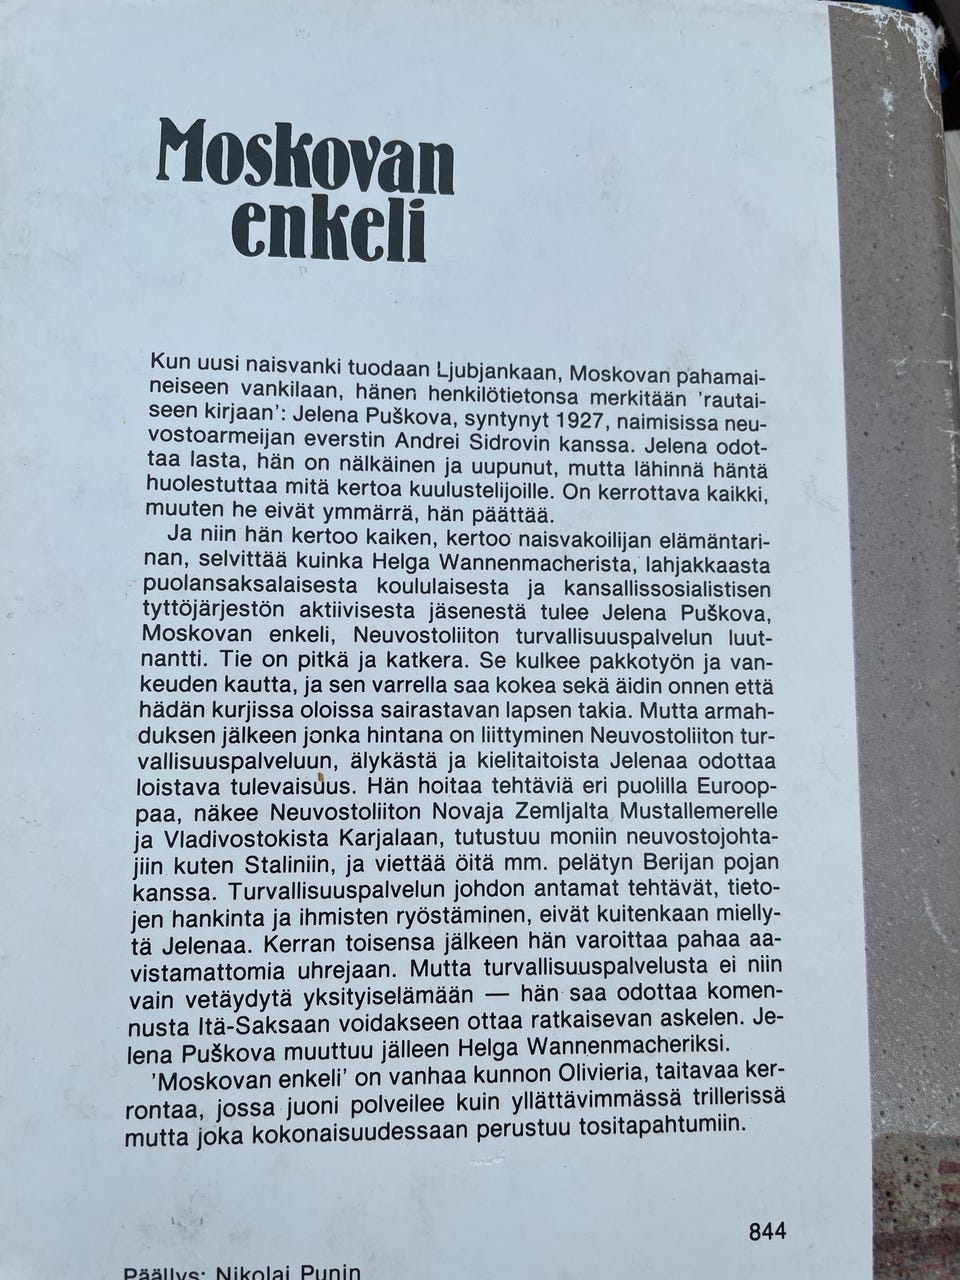 Moskovan
enkeli
Kun uusi naisvanki tuodaan Ljubjankaan, Moskovan pahamai-
neiseen vankilaan, hänen henkilötietonsa merkitään 'rautai-
seen kirjaan': Jelena Puškova, syntynyt 1927, naimisissa neu-
vostoarmeijan everstin Andrei Sidrovin kanssa. Jelena odot-
taa lasta, hän on nälkäinen ja uupunut, mutta lähinnä häntä
huolestuttaa mitä kertoa kuulustelijoille. On kerrottava kaikki,
muuten he eivät ymmärrä, hän päättää.
Ja niin hän kertoo kaiken, kertoo naisvakoilijan elämäntari-
nan, selvittää kuinka Helga Wannenmacherista, lahjakkaasta
puolansaksalaisesta koululaisesta ja kansallissosialistisen
tyttöjärjestön aktiivisesta jäsenestä tulee Jelena Puškova,
Moskovan enkeli, Neuvostoliiton turvallisuuspalvelun luut-
nantti. Tie on pitkä ja katkera. Se kulkee pakkotyön ja van-
keuden kautta, ja sen varrella saa kokea sekä äidin onnen että
hädän kurjissa oloissa sairastavan lapsen takia. Mutta armah-
duksen jälkeen jonka hintana on liittyminen Neuvostoliiton tur-
vallisuuspalveluun, älykästä ja kielitaitoista Jelenaa odottaa
loistava tulevaisuus. Hän hoitaa tehtäviä eri puolilla Euroop-
paa, näkee Neuvostoliiton Novaja Zemljalta Mustallemerelle
ja Vladivostokista Karjalaan, tutustuu moniin neuvostojohta-
jiin kuten Staliniin, ja viettää öitä mm. pelätyn Berijan pojan
kanssa. Turvallisuuspalvelun johdon antamat tehtävät, tieto-
jen hankinta ja ihmisten ryöstäminen, eivät kuitenkaan mielly-
tä Jelenaa. Kerran toisensa jälkeen hän varoittaa pahaa aa-
vistamattomia uhrejaan. Mutta turvallisuuspalvelusta ei niin
vain vetäydytä yksityiselämään — hän saa odottaa komen-
nusta Itä-Saksaan voidakseen ottaa ratkaisevan askelen. Je-
lena Puškova muuttuu jälleen Helga Wannenmacheriksi.
'Moskovan enkeli' on vanhaa kunnon Olivieria, taitavaa ker-
rontaa, jossa juoni polveilee kuin yllättävimmässä trillerissä
mutta joka kokonaisuudessaan perustuu tositapahtumiin.
844
Päällys: Nikolai Punin